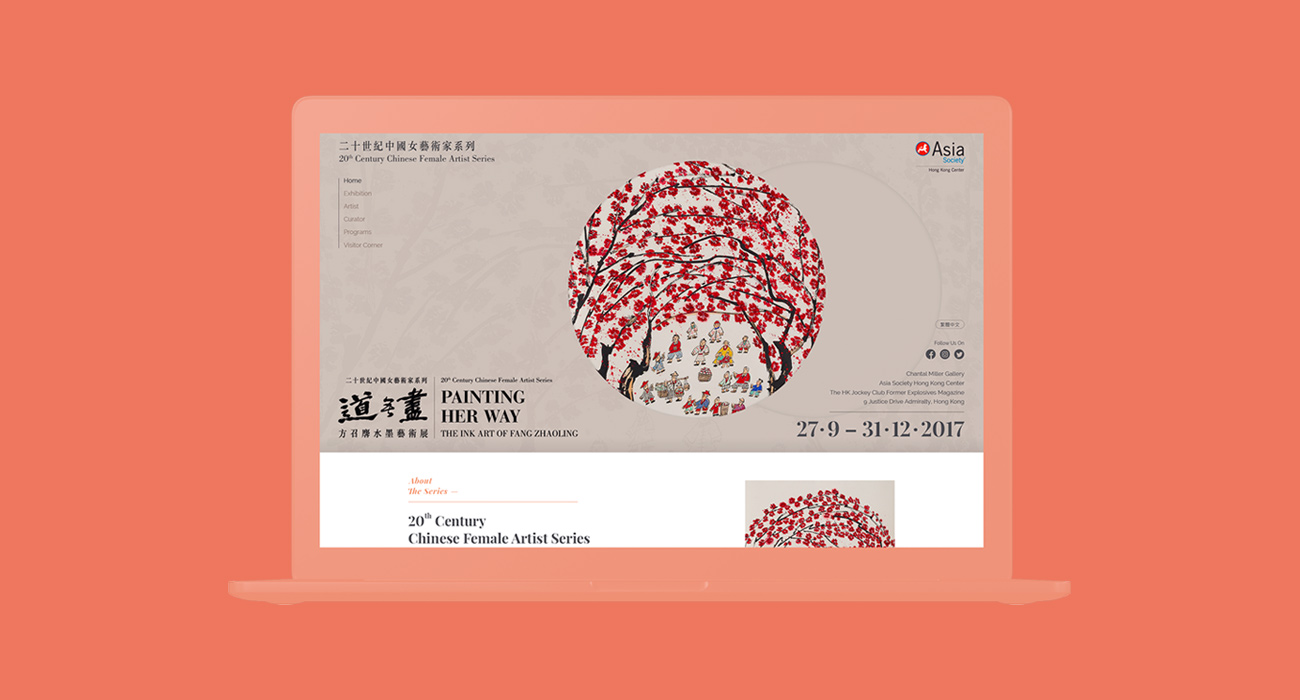 二十世紀中國女藝術家系列
20th Century Chinese Female Artist Series
Asia
Society
Hong Kong Center
Home
Exhibition
Artist
Curator
Programs
Visitor Corner
繁體中文
Follow Us On
Chantal Miller Gallery
Asia Society Hong Kong Center
The HK Jockey Club Former Explosives Magazine
9 Justice Drive Admiralty, Hong Kong
27·9 – 31·12·2017
二十世紀中國女藝術家系列
道無盡
方召麐水墨藝術展
20th Century Chinese Female Artist Series
PAINTING
HER WAY
THE INK ART OF FANG ZHAOLING
About
The Series —
20th Century
Chinese Female Artist Series